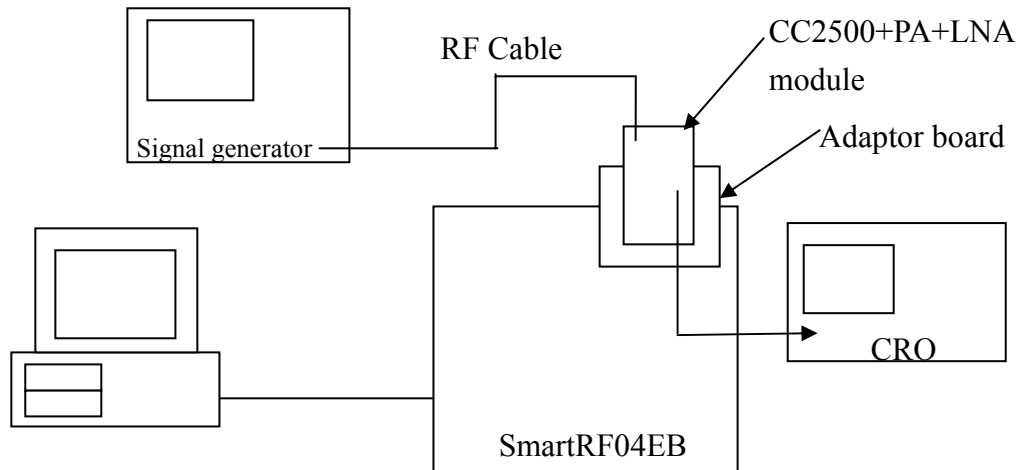 RF Cable
CC2500+PA+LNA
module
Signal generator
Adaptor board
CRO
SmartRF04EB